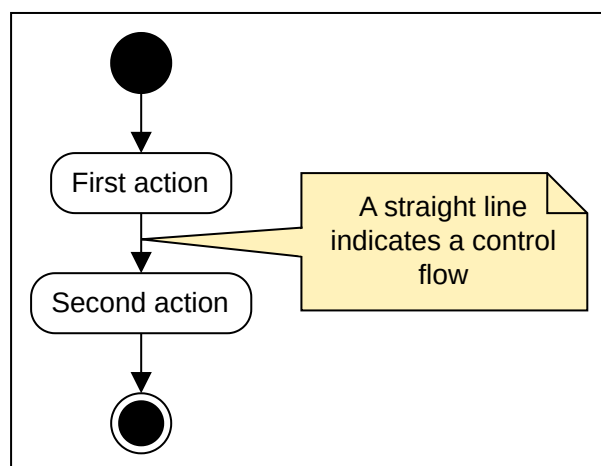 First action
A straight line
indicates a control
flow
Second action